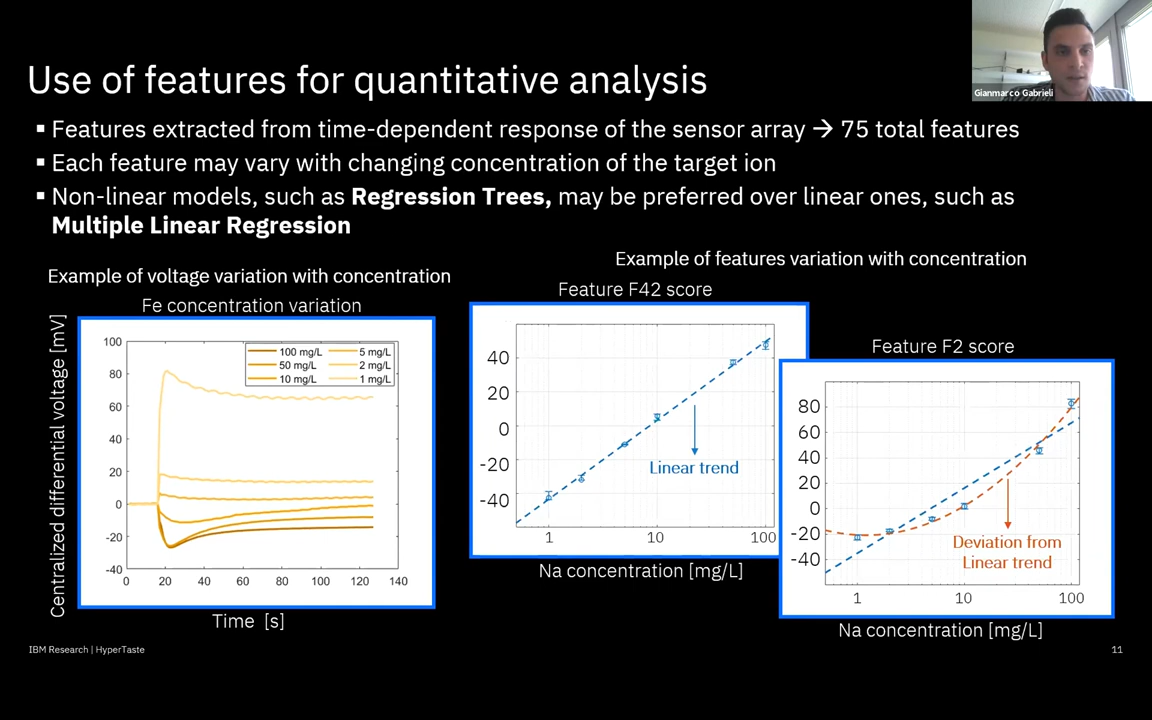 Gianmarco Gabrieli
Use of features for quantitative analysis
▪ Features extracted from time-dependent response of the sensor array → 75 total features
▪ Each feature may vary with changing concentration of the target ion
▪ Non-linear models, such as Regression Trees, may be preferred over linear ones, such as
Multiple Linear Regression
Example of voltage variation with concentration
Fe concentration variation
Centralized differential voltage [mV]
100
80
60
40
20
0
-20
-40
100 mg/L
50 mg/L
10 mg/L
5 mg/L
2 mg/L
1 mg/L
0 20 40 60 80 100 120 140
Time [s]
Example of features variation with concentration
Feature F42 score
40
20
0
-20
-40
Linear trend
1 10 100
Na concentration [mg/L]
Feature F2 score
80
60
40
20
0
-20
-40
Deviation from
Linear trend
1 10 100
Na concentration [mg/L]
IBM Research | HyperTaste
11